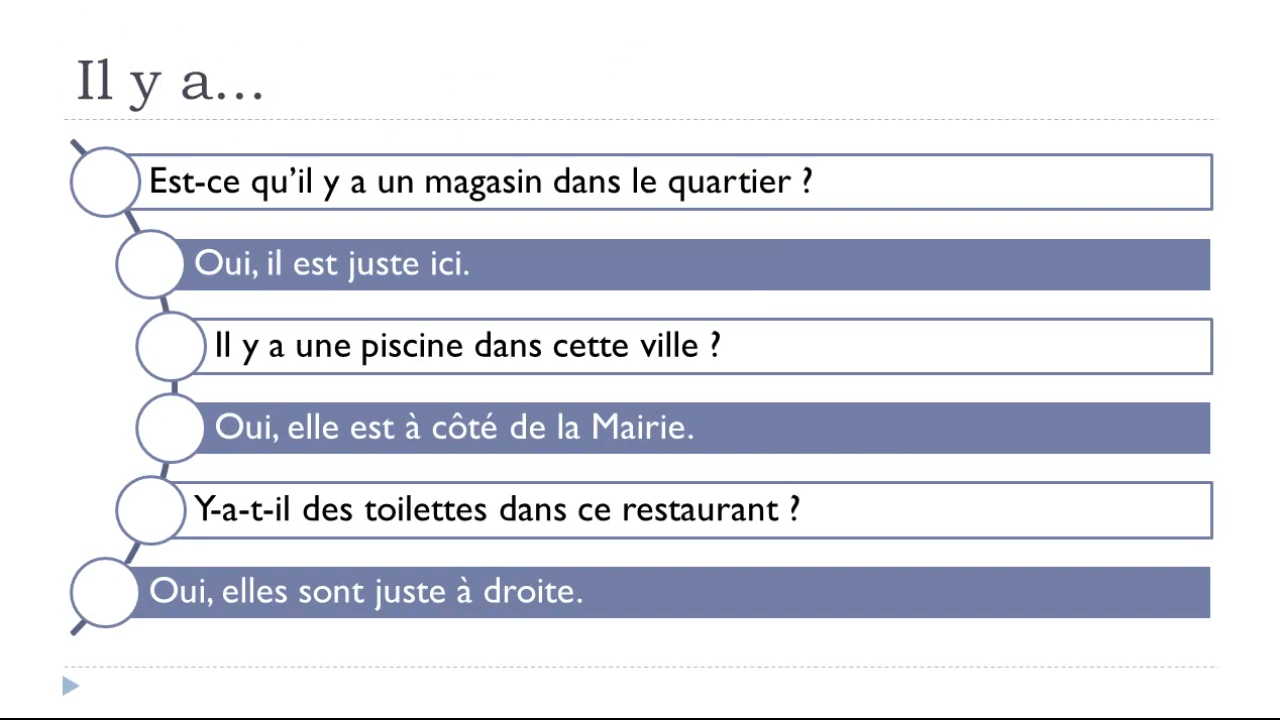 Il y a...
Est-ce qu’il y a un magasin dans le quartier ?
Oui, il est juste ici.
Il y a une piscine dans cette ville ?
Oui, elle est à côté de la Mairie.
Y-a-t-il des toilettes dans ce restaurant ?
Oui, elles sont juste à droite.